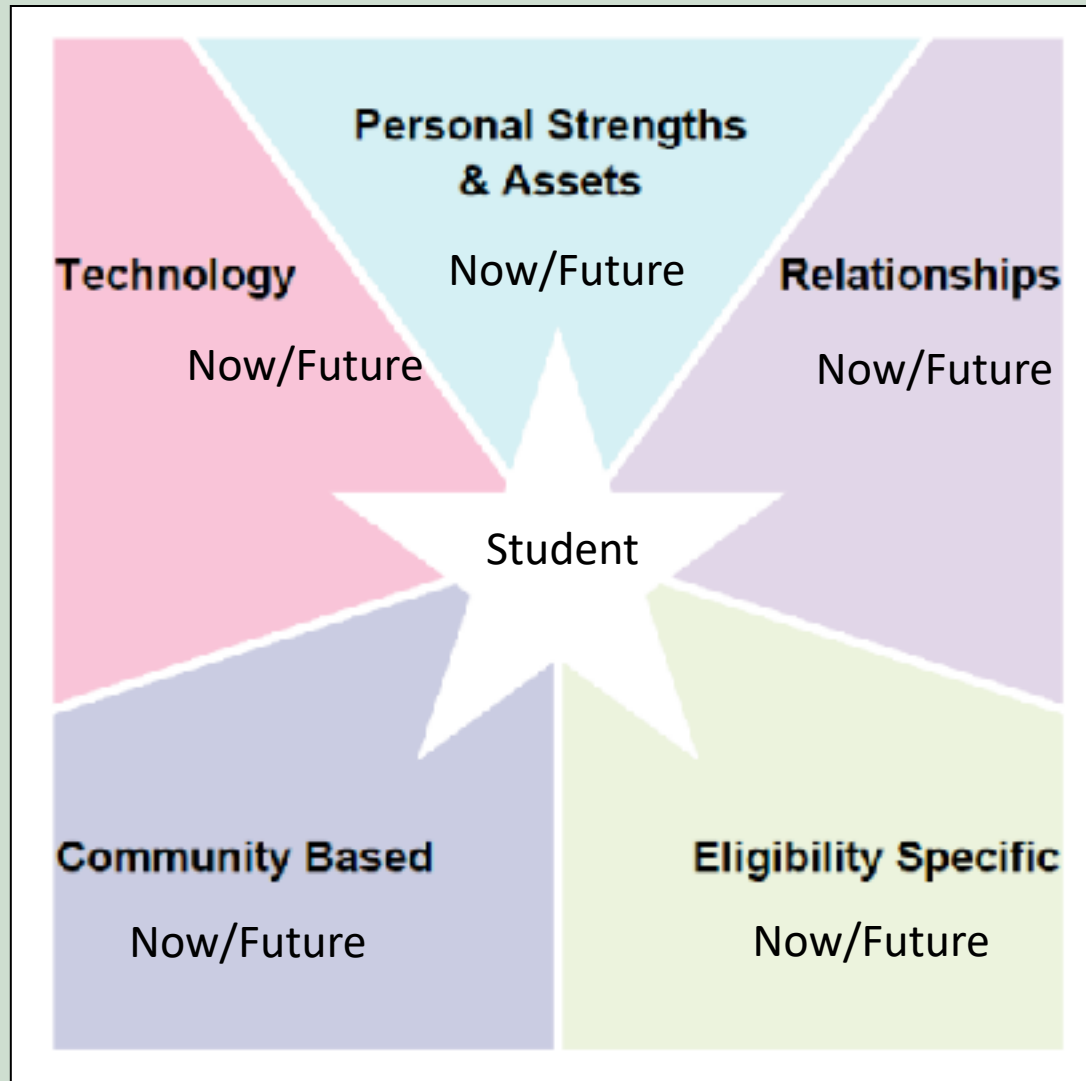 Personal Strengths
& Assets
Now/Future
Technology
Now/Future
Relationships
Now/Future
Student
Community Based
Now/Future
Eligibility Specific
Now/Future